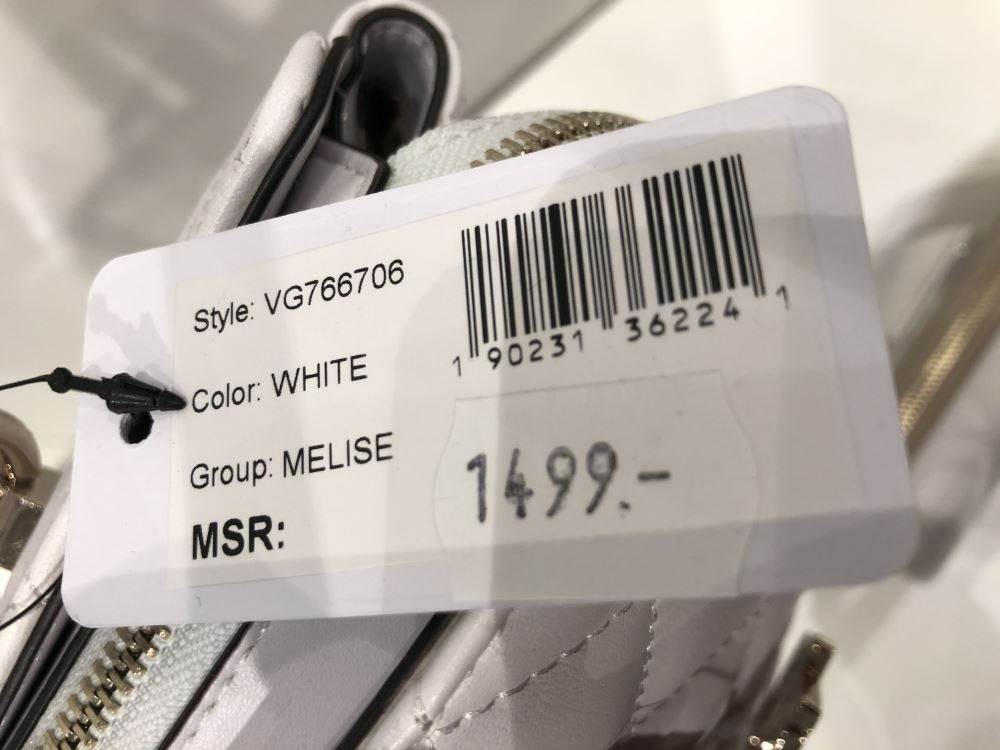 Style: VG766706
Color: WHITE
Group: MELISE
MSR:
1 90231 36224 1
1499.-